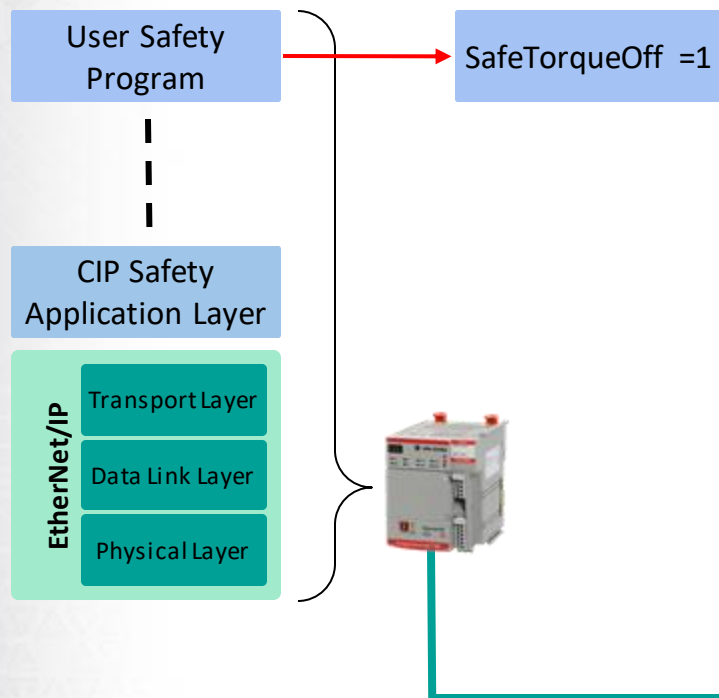 User Safety
Program
SafeTorqueOff =1
CIP Safety
Application Layer
EtherNet/IP
Transport Layer
Data Link Layer
Physical Layer